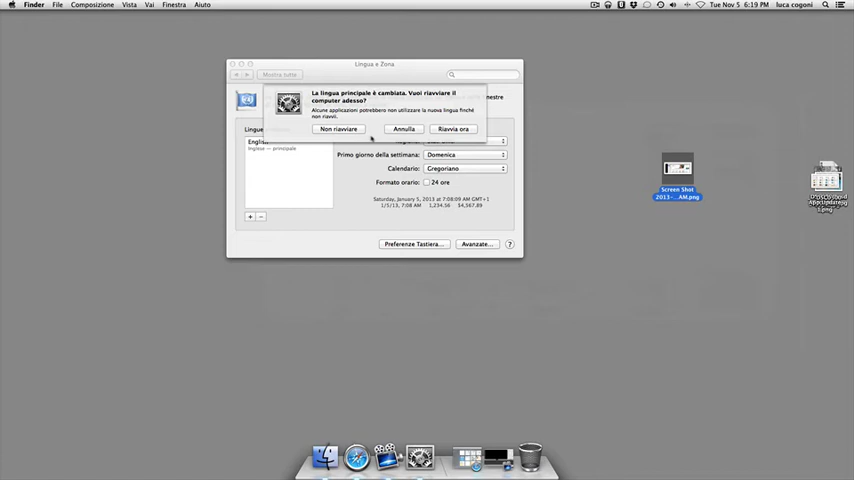 Finder File Composizione Vista Vai Finestra Aiuto
Tue Nov 5 6:19 PM luca cogoni
Lingua e Zona
Mostra tutte
La lingua principale è cambiata. Vuoi riavviare il
computer adesso?
Alcune applicazioni potrebbero non utilizzare la nuova lingua finché
non riavvii.
Non riavviare Annulla Riavvia ora
nestre
English
Inglese — principale
Primo giorno della settimana: Domenica
Calendario: Gregoriano
Formato orario: 24 ore
Saturday, January 5, 2013 at 7:08:09 AM GMT+1
1/5/13, 7:08 AM 1,234.56 $4,567.89
Preferenze Tastiera... Avanzate... ?
Screen Shot
2013-...AM.png